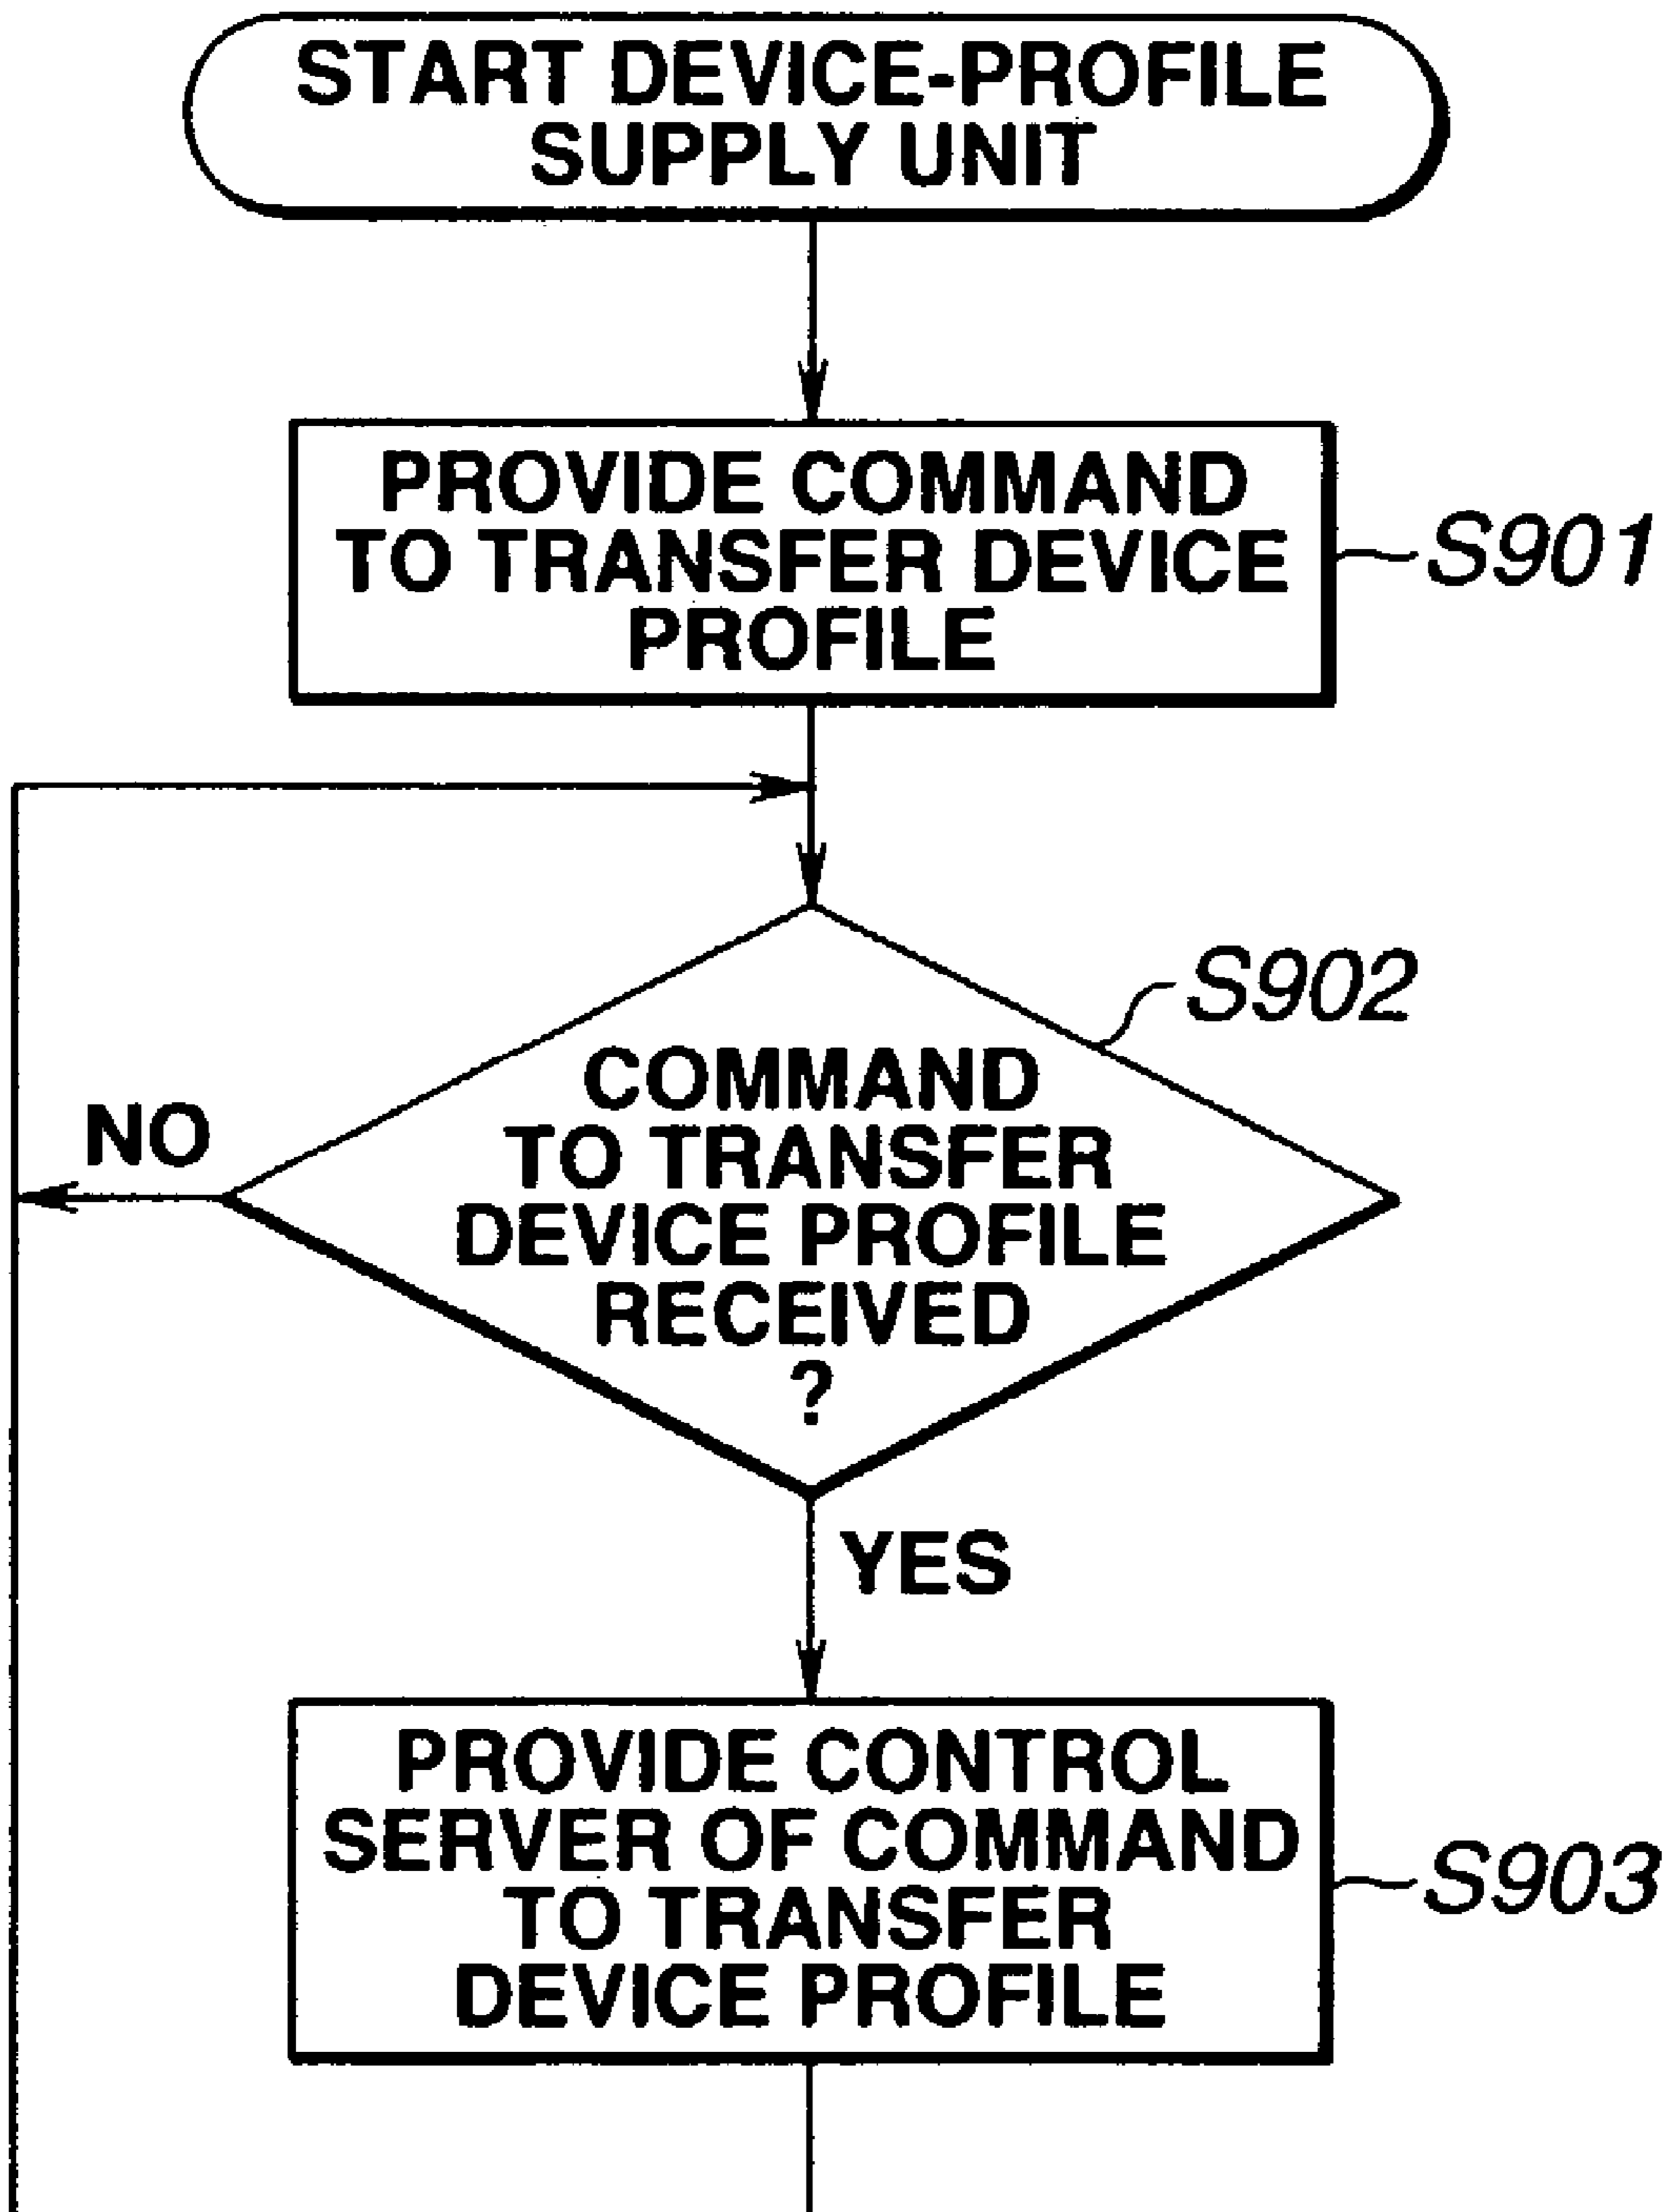 START DEVICE-PROFILE
SUPPLY UNIT
PROVIDE COMMAND
TO TRANSFER DEVICE
PROFILE
S901
S902
COMMAND
TO TRANSFER
DEVICE PROFILE
RECEIVED
?
NO
YES
PROVIDE CONTROL
SERVER OF COMMAND
TO TRANSFER
DEVICE PROFILE
S903